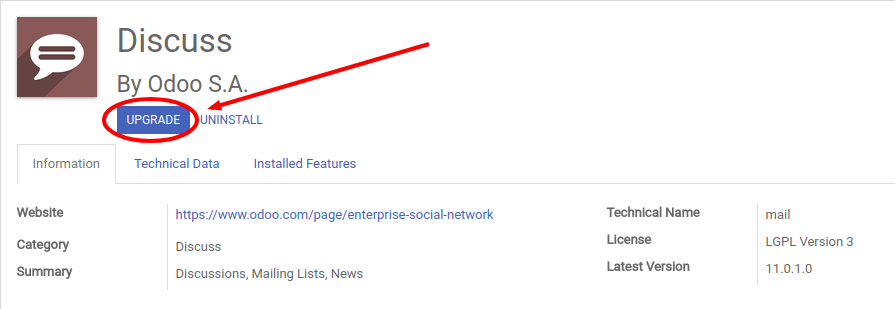 Discuss
By Odoo S.A.
UPGRADE UNINSTALL
Information Technical Data Installed Features
Website https://www.odoo.com/page/enterprise-social-network
Category Discuss
Summary Discussions, Mailing Lists, News
Technical Name mail
License LGPL Version 3
Latest Version 11.0.1.0